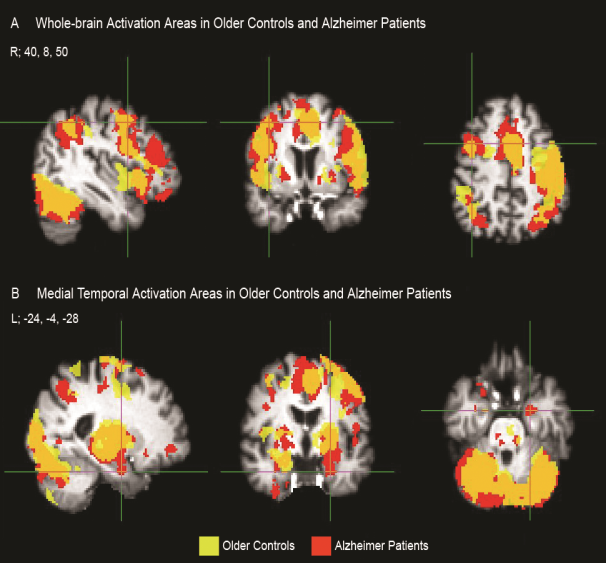 A Whole-brain Activation Areas in Older Controls and Alzheimer Patients
R; 40, 8, 50
B Medial Temporal Activation Areas in Older Controls and Alzheimer Patients
L; -24, -4, -28
Older Controls
Alzheimer Patients